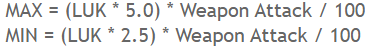 MAX = (LUK * 5.0) * Weapon Attack / 100
MIN = (LUK * 2.5) * Weapon Attack / 100